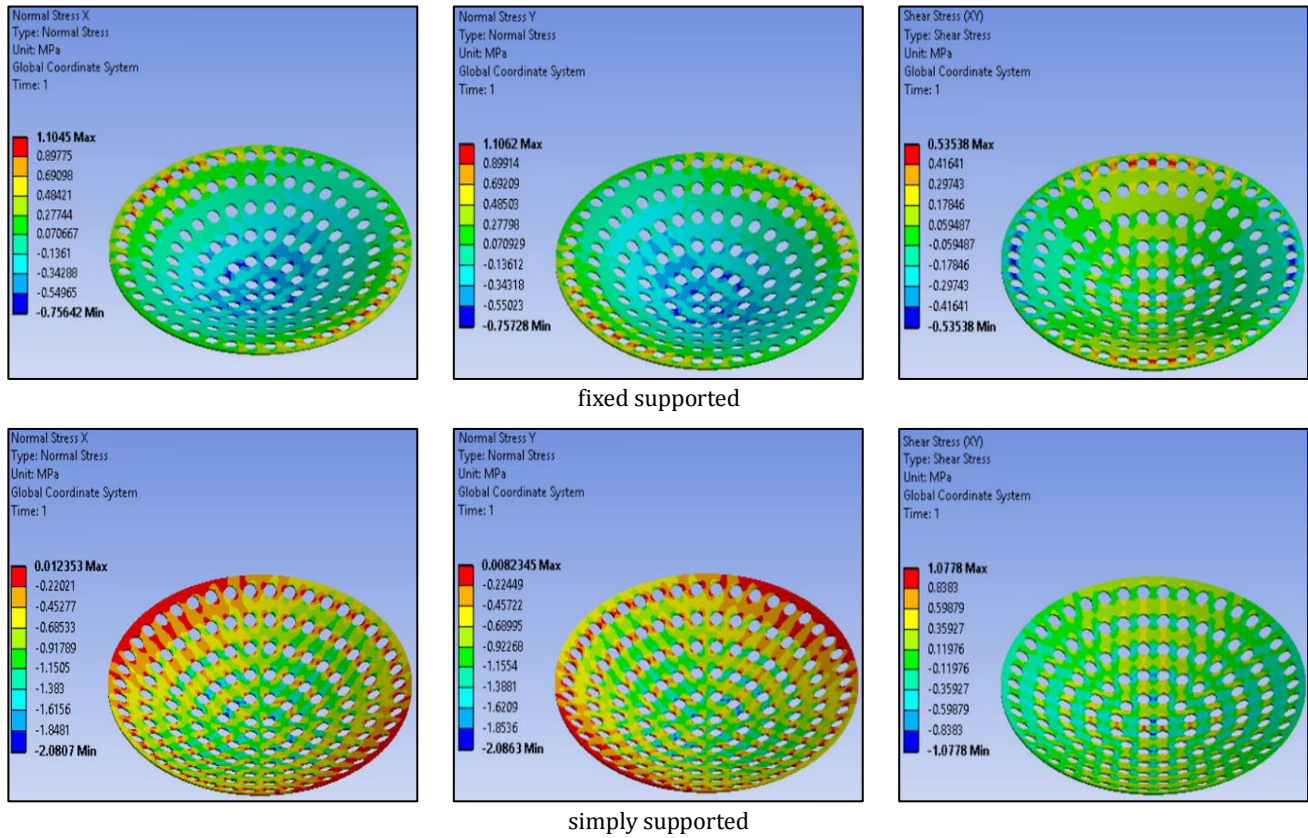 Normal Stress X
Type: Normal Stress
Unit: MPa
Global Coordinate System
Time: 1
1.1045 Max
0.89775
0.69098
0.48421
0.27744
0.070667
-0.1361
-0.34288
-0.54965
-0.75642 Min
Normal Stress Y
Type: Normal Stress
Unit: MPa
Global Coordinate System
Time: 1
1.1062 Max
0.89914
0.69209
0.48503
0.27798
0.070929
-0.13612
-0.34318
-0.55023
-0.75728 Min
Shear Stress (XY)
Type: Shear Stress
Unit: MPa
Global Coordinate System
Time: 1
0.53538 Max
0.41641
0.29743
0.17846
0.059487
-0.059487
-0.17846
-0.29743
-0.41641
-0.53538 Min
fixed supported
Normal Stress X
Type: Normal Stress
Unit: MPa
Global Coordinate System
Time: 1
0.012353 Max
-0.22021
-0.45277
-0.68533
-0.91789
-1.1505
-1.383
-1.6156
-1.8481
-2.0807 Min
Normal Stress Y
Type: Normal Stress
Unit: MPa
Global Coordinate System
Time: 1
0.0082345 Max
-0.22449
-0.45722
-0.68995
-0.92268
-1.1554
-1.3881
-1.6209
-1.8536
-2.0863 Min
Shear Stress (XY)
Type: Shear Stress
Unit: MPa
Global Coordinate System
Time: 1
1.0778 Max
0.8383
0.59879
0.35927
0.11976
-0.11976
-0.35927
-0.59879
-0.8383
-1.0778 Min
simply supported